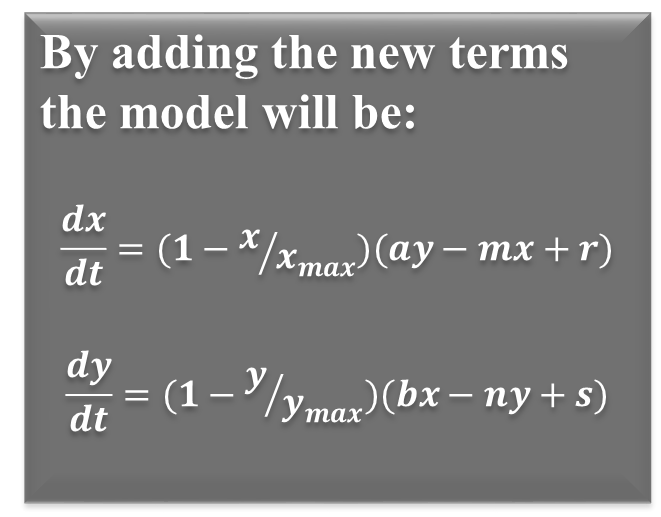 By adding the new terms
the model will be:
dx/dt = (1 − x/x_max)(ay − mx + r)
dy/dt = (1 − y/y_max)(bx − ny + s)